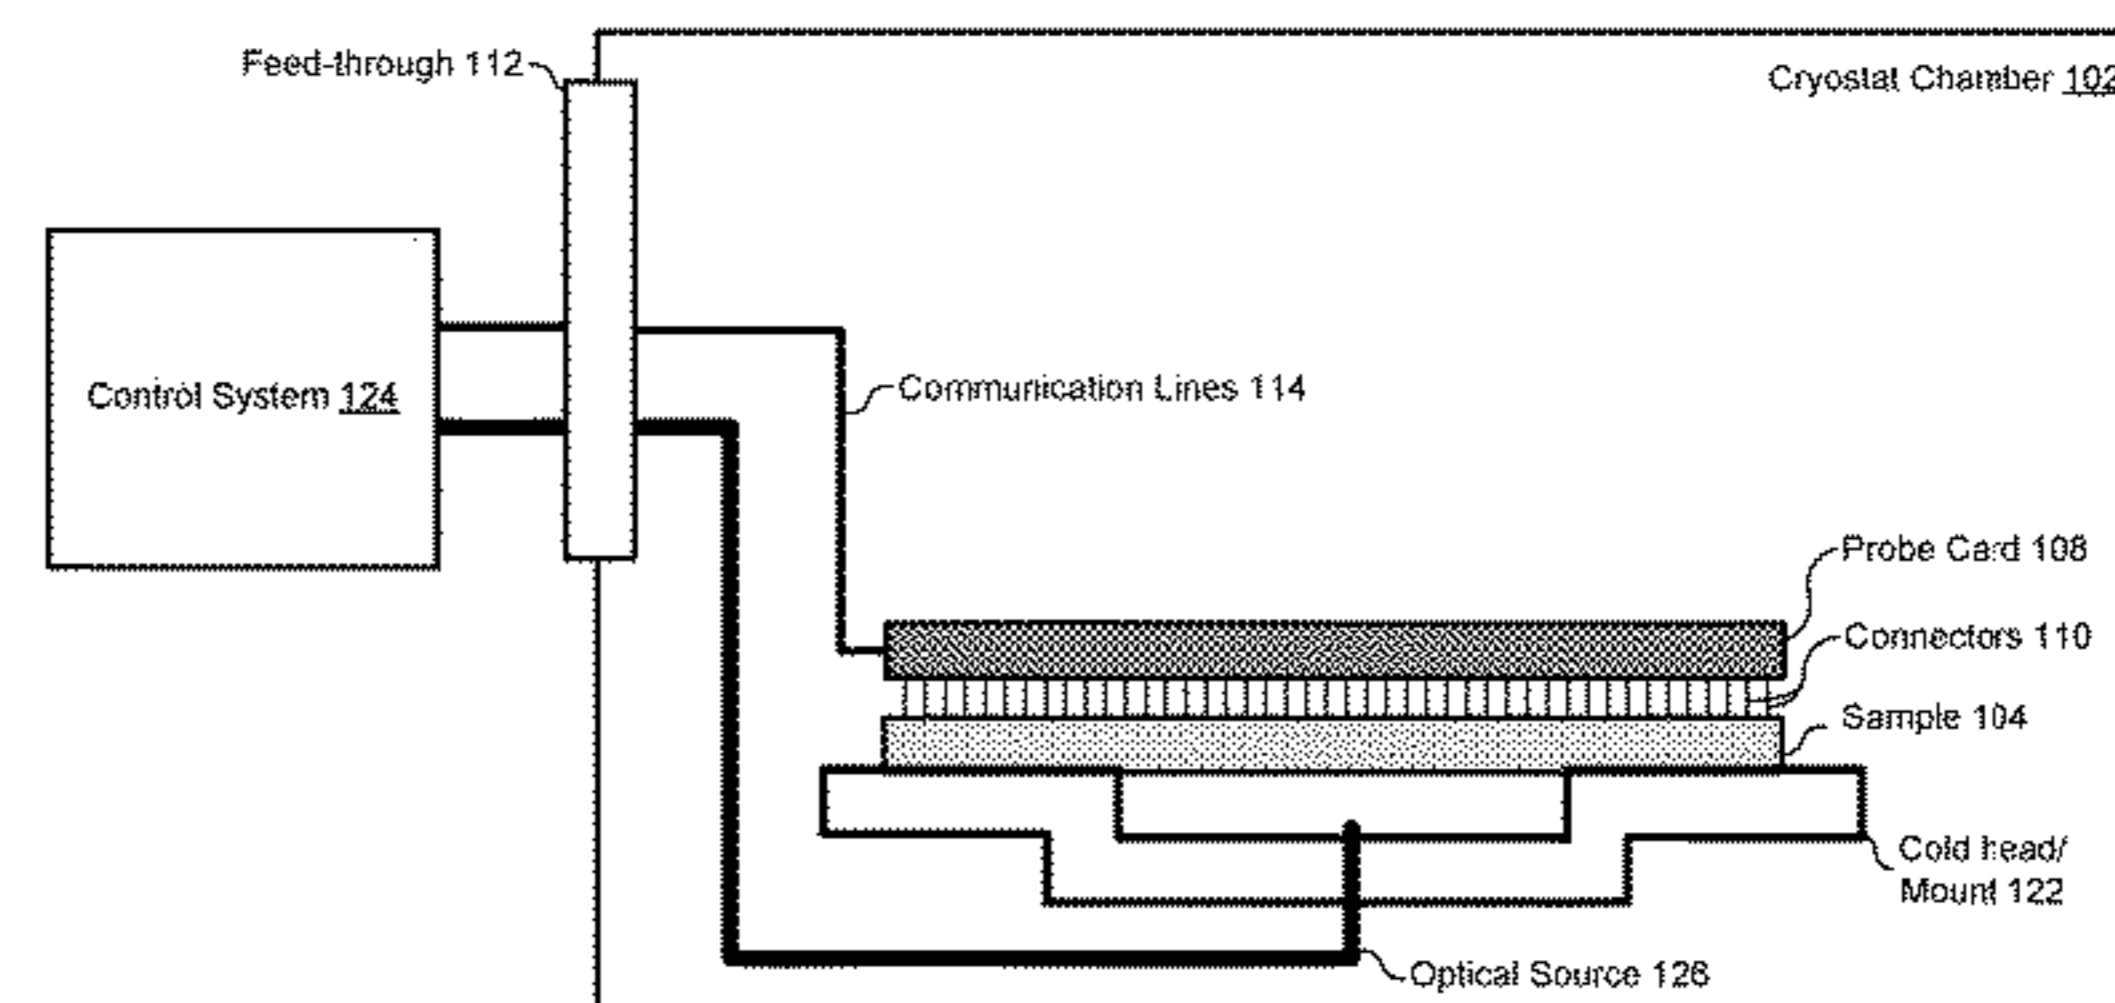 Feed-through 112
Cryostat Chamber 102
Control System 124
Communication Lines 114
Probe Card 108
Connectors 110
Sample 104
Cold head/
Mount 122
Optical Source 126